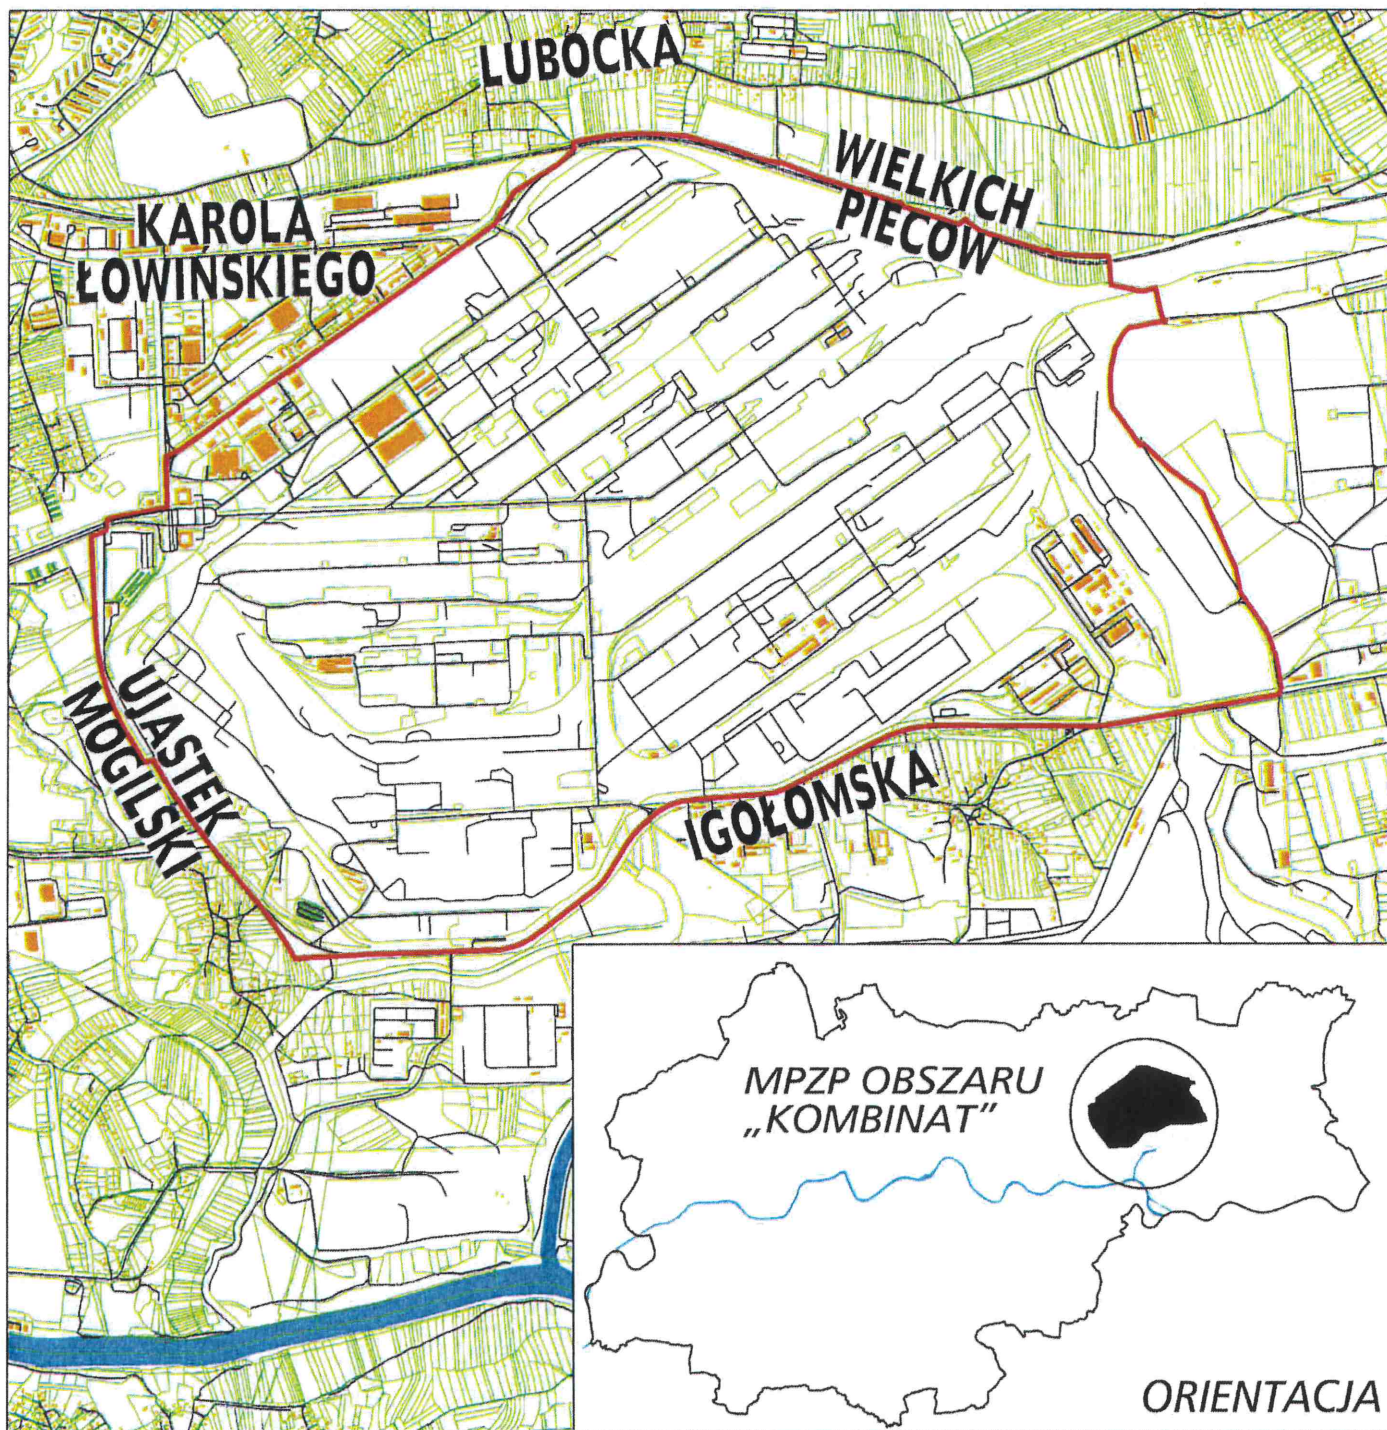 LUBOCKA
WIELKICH
PIECÓW
KAROLA
ŁOWIŃSKIEGO
UJASTEK
MOGILSKI
IGOŁOMSKA
MPZP OBSZARU
„KOMBINAT”
ORIENTACJA